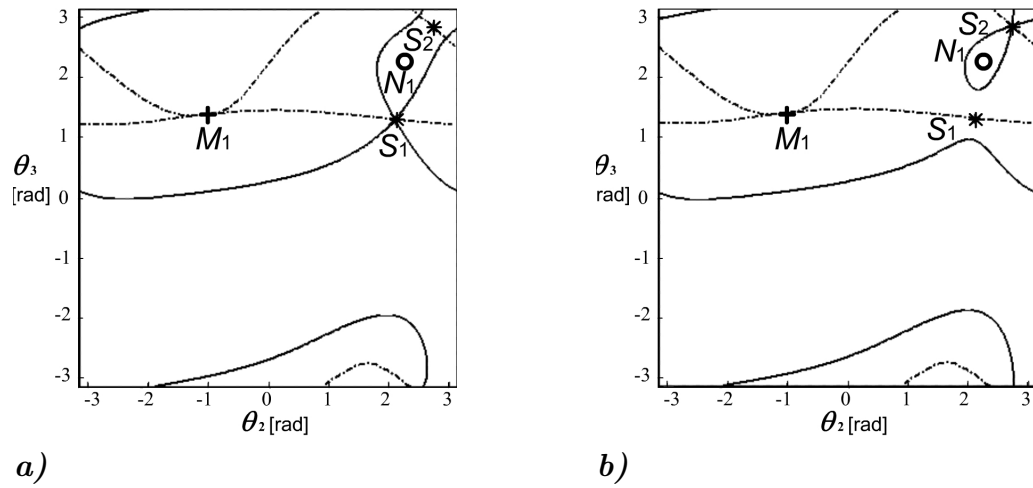 3
2
1
0
-1
-2
-3
θ3
[rad]
S2
N1
M1
S1
-3 -2 -1 0 1 2 3
θ2 [rad]
a)
3
2
1
0
-1
-2
-3
θ3
rad]
S2
N1
S1
M1
-3 -2 -1 0 1 2 3
θ2 [rad]
b)